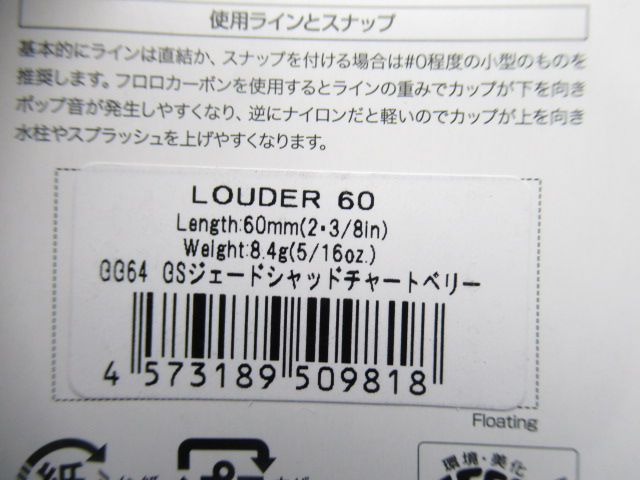 使用ラインとスナップ
基本的にラインは直結か、スナップを付ける場合は#0程度の小型のものを
推奨します。フロロカーボンを使用するとラインの重みでカップが下を向き
ポップ音が発生しやすくなり、逆にナイロンだと軽いのでカップが上を向き
水柱やスプラッシュを上げやすくなります。
LOUDER 60
Length:60mm(2・3/8in)
Weight:8.4g(5/16oz.)
GG64 GSジェードシャッドチャートベリー
4 573189 509818
Floating
環境・美化
紙